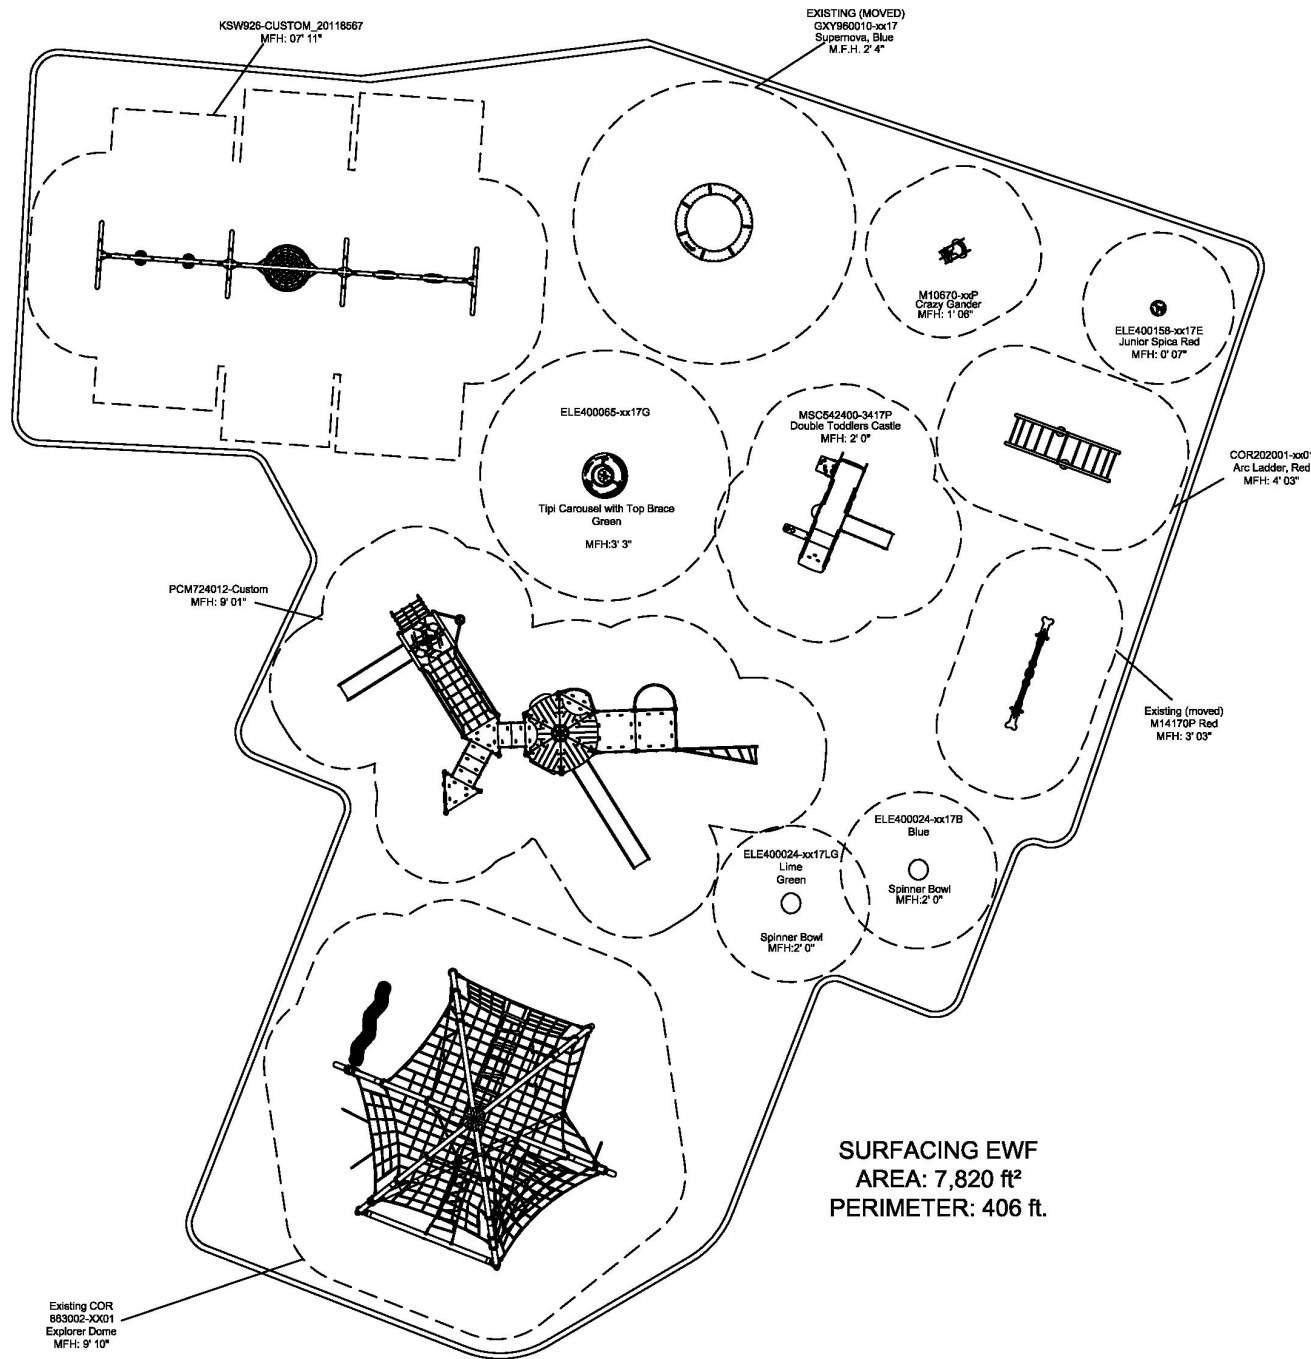 KSW926-CUSTOM_20118567
MFH: 07' 11"
EXISTING (MOVED)
GXY960010-xx17
Supernova, Blue
M.F.H. 2' 4"
M10670-xxP
Crazy Gander
MFH: 1' 06"
ELE400158-xx17E
Junior Spica Red
MFH: 0' 07"
ELE400065-xx17G
Tipi Carousel with Top Brace
Green
MFH:3' 3"
MSC542400-3417P
Double Toddlers Castle
MFH: 2' 0"
COR202001-xx01
Arc Ladder, Red
MFH: 4' 03"
PCM724012-Custom
MFH: 9' 01"
Existing (moved)
M14170P Red
MFH: 3' 03"
ELE400024-xx17B
Blue
Spinner Bowl
MFH:2' 0"
ELE400024-xx17LG
Lime
Green
Spinner Bowl
MFH:2' 0"
SURFACING EWF
AREA: 7,820 ft²
PERIMETER: 406 ft.
Existing COR
863002-XX01
Explorer Dome
MFH: 9' 10"